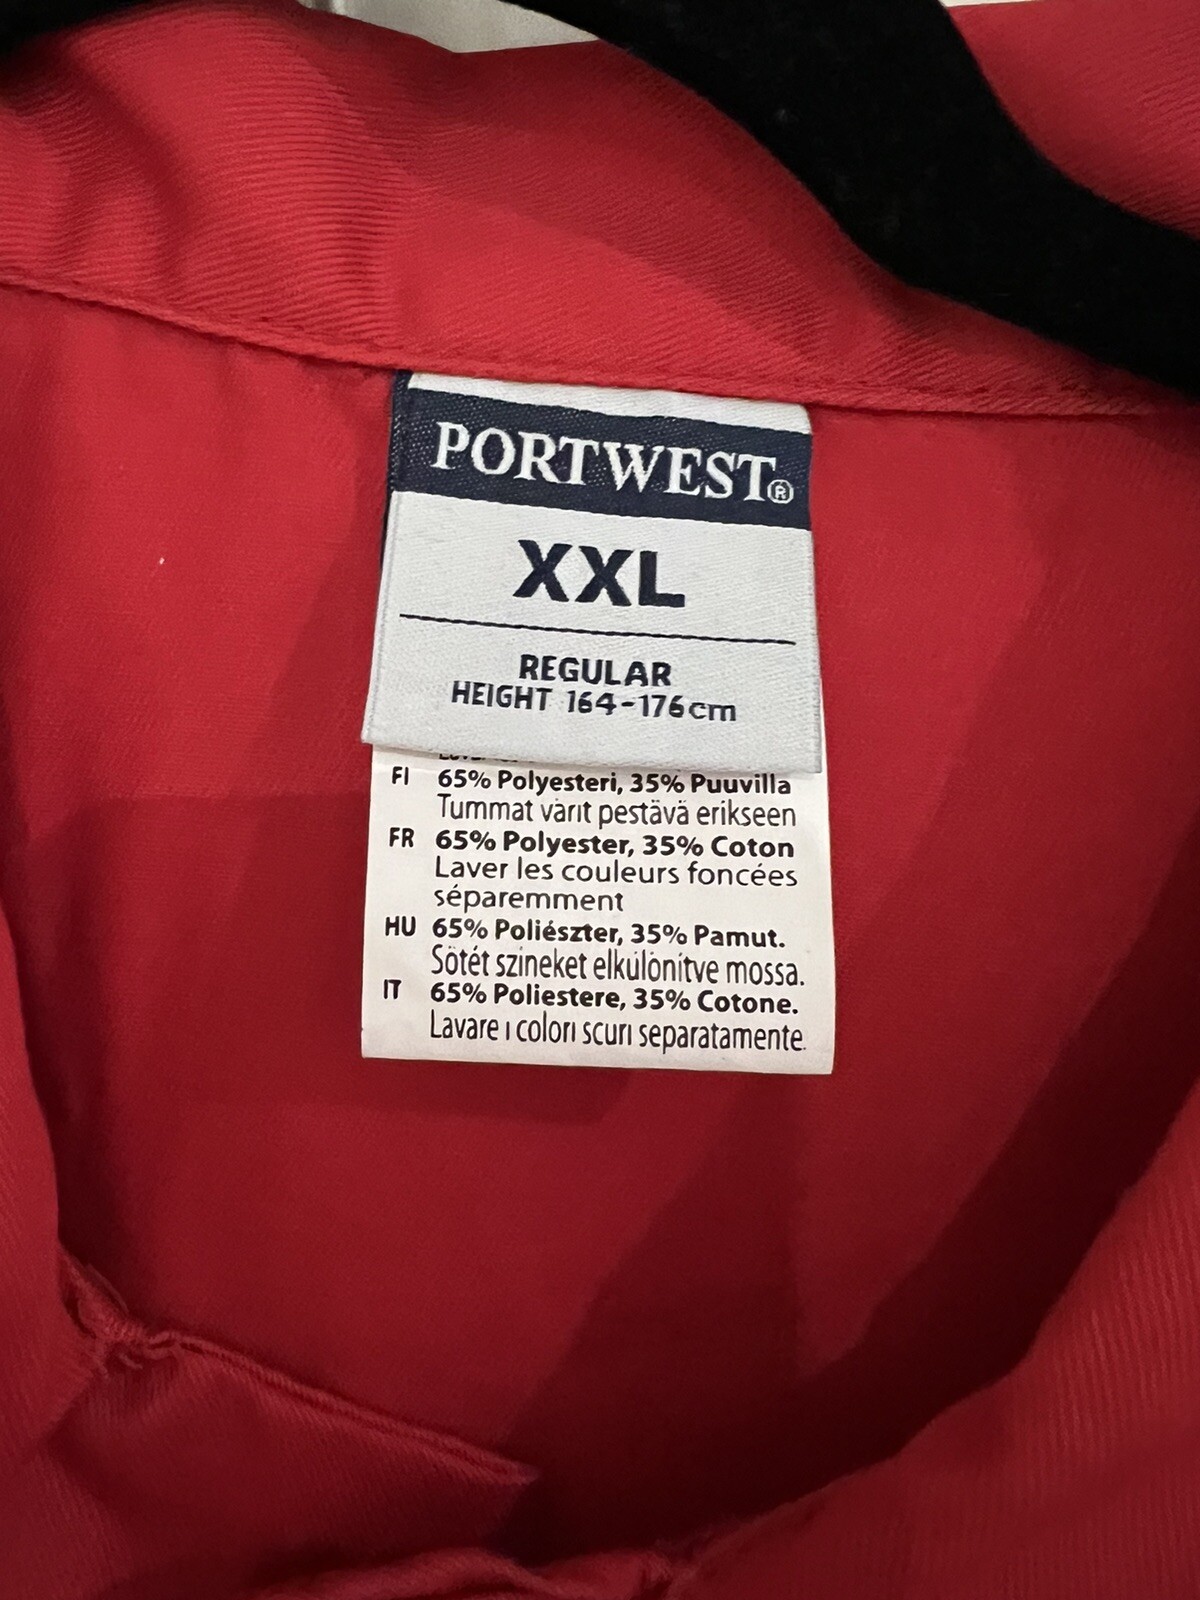 PORTWEST®
XXL
REGULAR
HEIGHT 164-176cm
FI 65% Polyesteri, 35% Puuvilla
Tummat värit pestävä erikseen
FR 65% Polyester, 35% Coton
Laver les couleurs foncées
séparemment
HU 65% Poliészter, 35% Pamut.
Sötét színeket elkülönítve mossa.
IT 65% Poliestere, 35% Cotone.
Lavare i colori scuri separatamente.